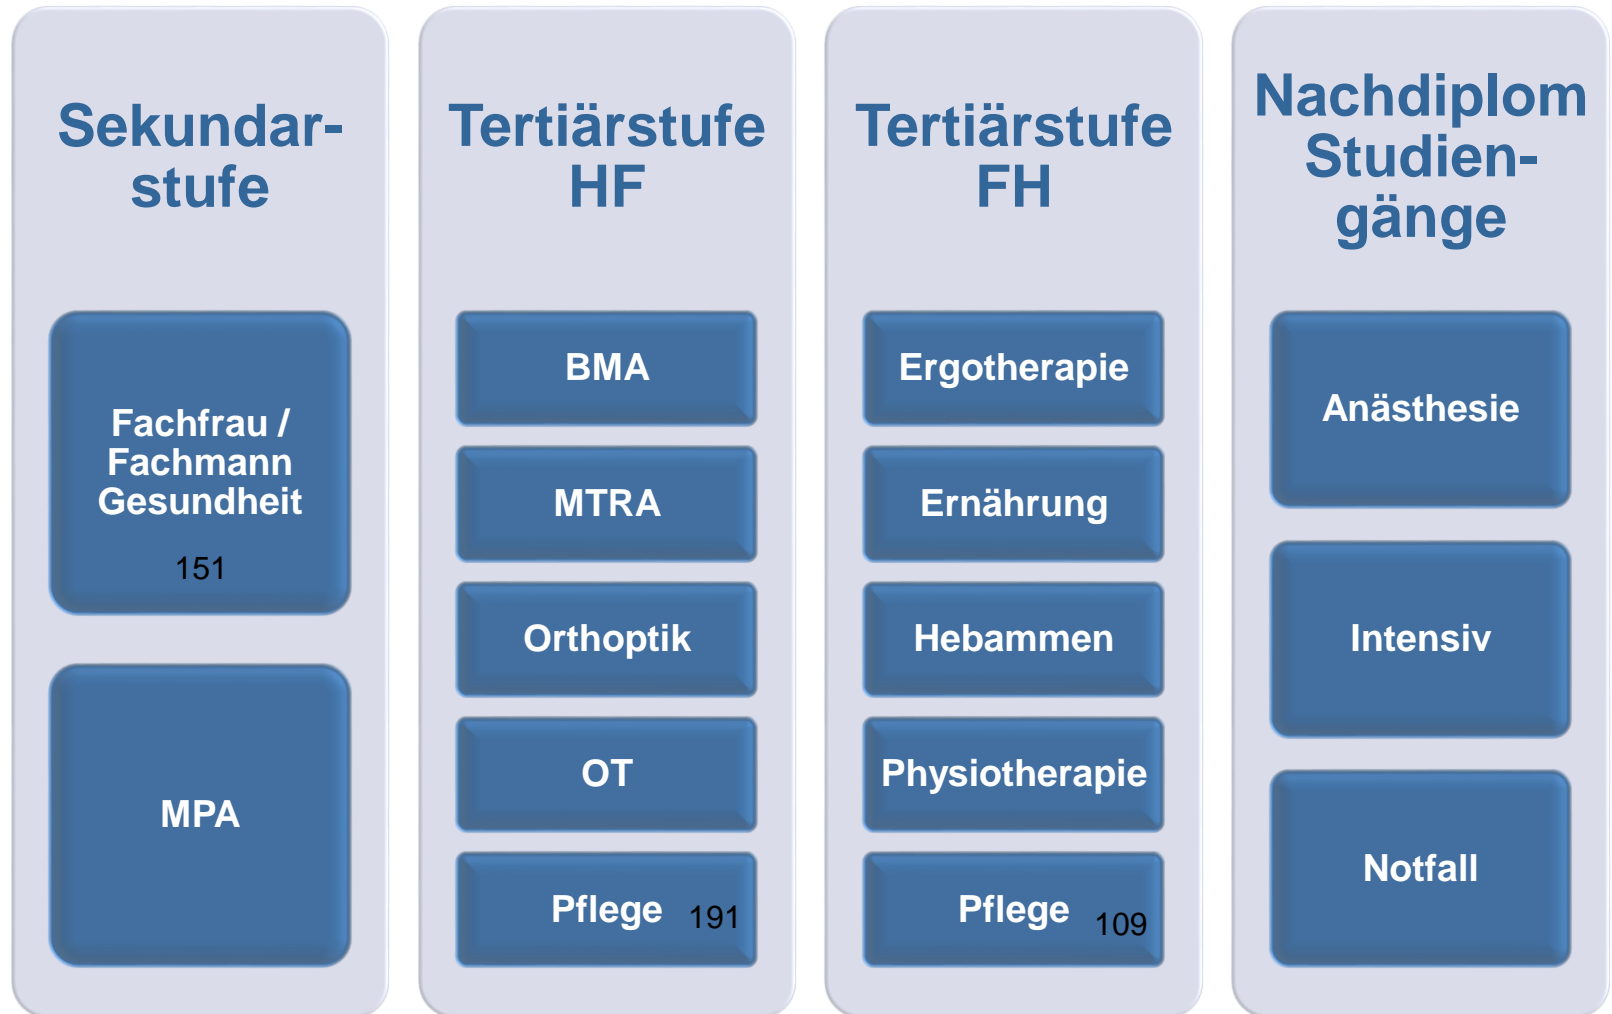 Sekundar-
stufe
Fachfrau /
Fachmann
Gesundheit
151
MPA
Tertiärstufe
HF
BMA
MTRA
Orthoptik
OT
Pflege 191
Tertiärstufe
FH
Ergotherapie
Ernährung
Hebammen
Physiotherapie
Pflege 109
Nachdiplom
Studien-
gänge
Anästhesie
Intensiv
Notfall